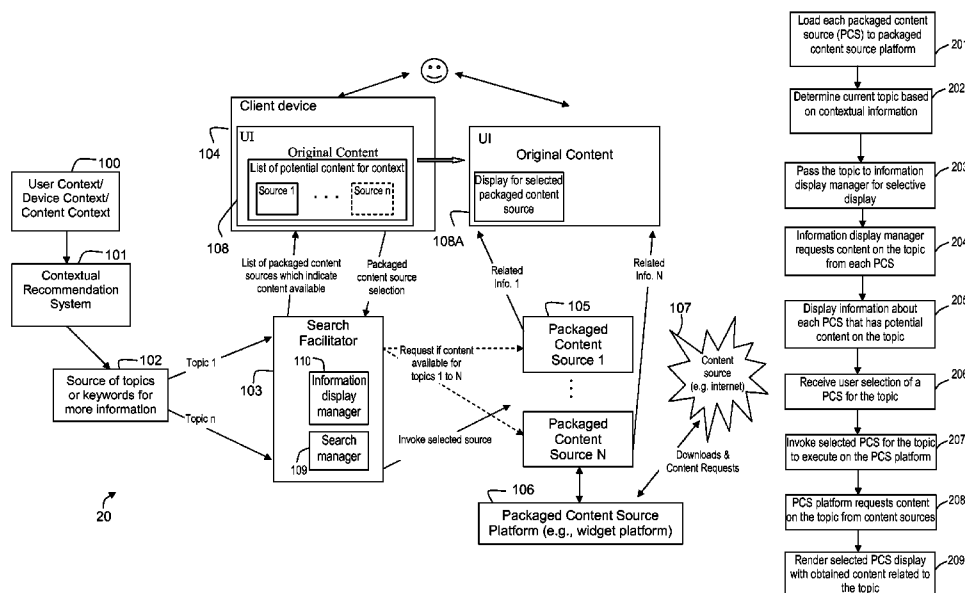 Client device
104
UI
Original Content
List of potential content for context
Source 1
. . .
Source n
108
UI
Original Content
Display for selected
packaged content
source
108A
100
User Context/
Device Context/
Content Context
101
Contextual
Recommendation
System
102
Source of topics
or keywords for
more information
Topic 1
Topic n
List of packaged content
sources which indicate
content available
Packaged
content source
selection
Search
Facilitator
103
110
Information
display
manager
Search
manager
109
Related
Info. 1
Related
Info. N
Request if content
available for
topics 1 to N
Invoke selected source
105
Packaged
Content
Source 1
Packaged
Content
Source N
107
Content
source
(e.g. internet)
Downloads &
Content Requests
106
Packaged Content Source
Platform (e.g., widget platform)
20
Load each packaged content
source (PCS) to packaged
content source platform
201
Determine current topic based
on contextual information
202
Pass the topic to information
display manager for selective
display
203
Information display manager
requests content on the topic
from each PCS
204
Display information about
each PCS that has potential
content on the topic
205
Receive user selection of a
PCS for the topic
206
Invoke selected PCS for the topic
to execute on the PCS platform
207
PCS platform requests content
on the topic from content sources
208
Render selected PCS display
with obtained content related to
the topic
209